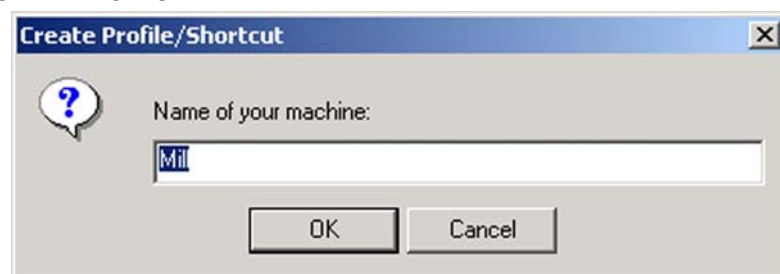 Create Profile/Shortcut
?
Name of your machine:
Mill
OK
Cancel